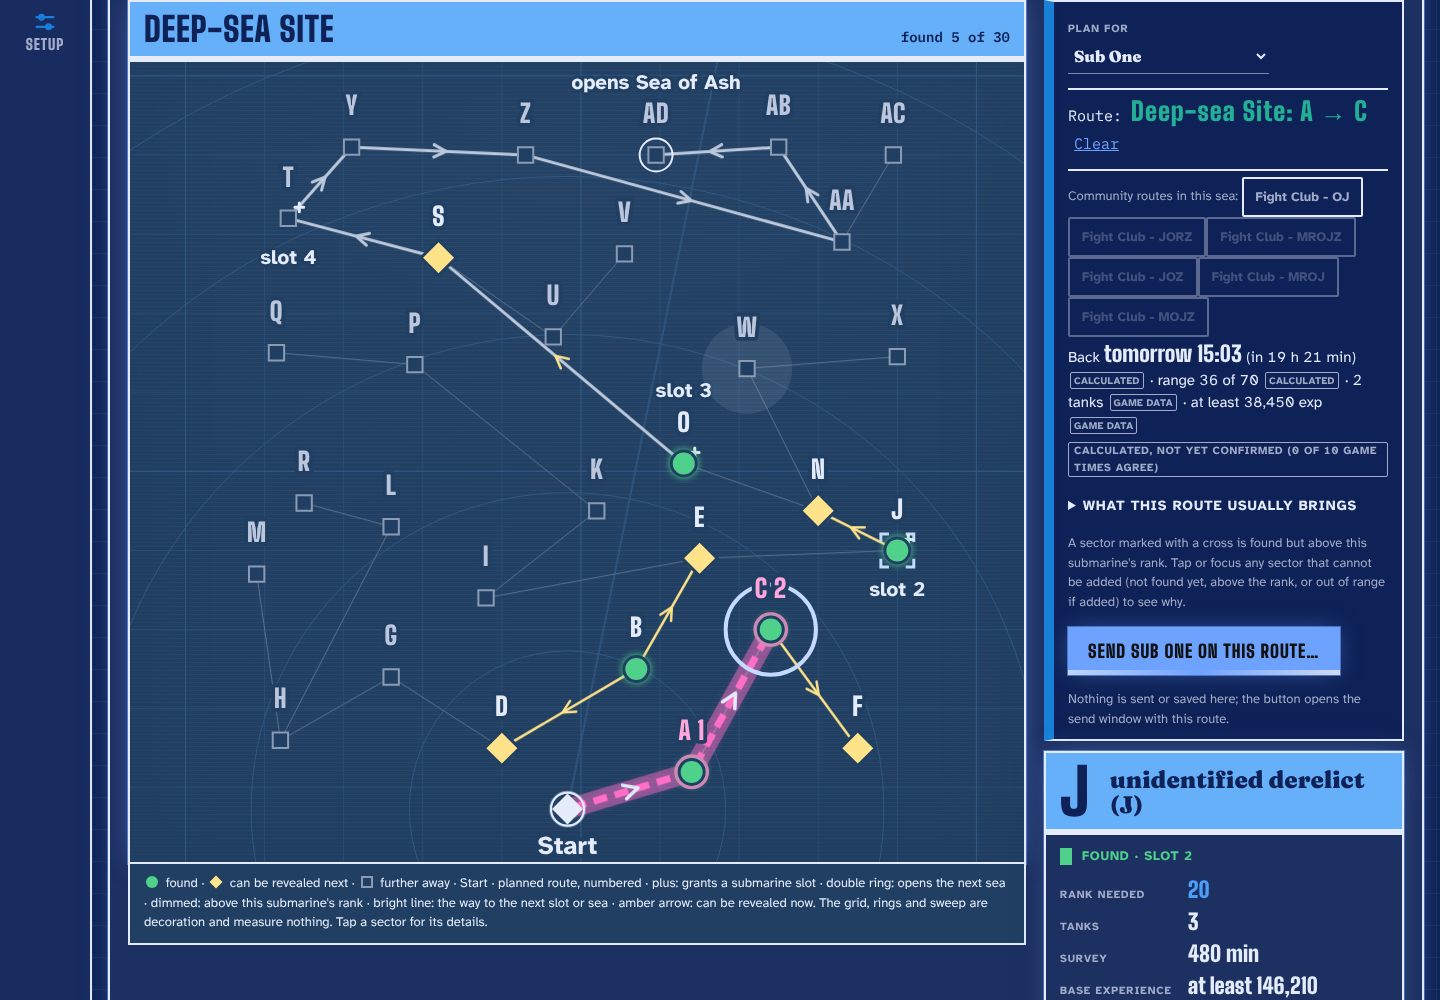 SETUP
DEEP-SEA SITE
found 5 of 30
opens Sea of Ash
Y
Z
AD
AB
AC
T
S
V
AA
slot 4
Q
P
U
W
X
slot 3
O
R
L
K
N
M
I
E
J
slot 2
C 2
G
B
H
D
A 1
F
Start
found · can be revealed next · further away · Start · planned route, numbered · plus: grants a submarine slot · double ring: opens the next sea
· dimmed: above this submarine's rank · bright line: the way to the next slot or sea · amber arrow: can be revealed now. The grid, rings and sweep are
decoration and measure nothing. Tap a sector for its details.
PLAN FOR
Sub One
Route: Deep-sea Site: A → C
Clear
Community routes in this sea: Fight Club - OJ
Fight Club - JORZ Fight Club - MROJZ
Fight Club - JOZ Fight Club - MROJ
Fight Club - MOJZ
Back tomorrow 15:03 (in 19 h 21 min)
CALCULATED · range 36 of 70 CALCULATED · 2
tanks GAME DATA · at least 38,450 exp
GAME DATA
CALCULATED, NOT YET CONFIRMED (0 OF 10 GAME
TIMES AGREE)
▶ WHAT THIS ROUTE USUALLY BRINGS
A sector marked with a cross is found but above this
submarine's rank. Tap or focus any sector that cannot
be added (not found yet, above the rank, or out of range
if added) to see why.
SEND SUB ONE ON THIS ROUTE…
Nothing is sent or saved here; the button opens the
send window with this route.
J unidentified derelict
(J)
FOUND · SLOT 2
RANK NEEDED 20
TANKS 3
SURVEY 480 min
BASE EXPERIENCE at least 146,210